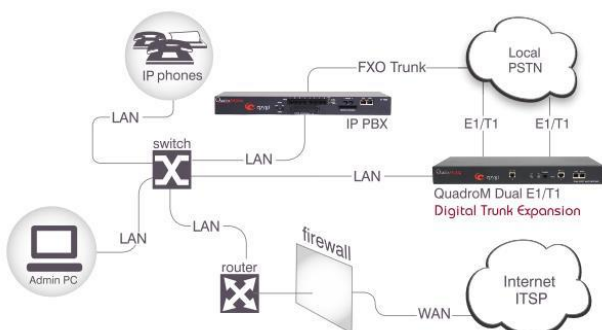 IP phones
FXO Trunk
Local
PSTN
LAN
IP PBX
E1/T1
E1/T1
switch
LAN
LAN
QuadroM Dual E1/T1
Digital Trunk Expansion
LAN
LAN
Admin PC
firewall
router
WAN
Internet
ITSP